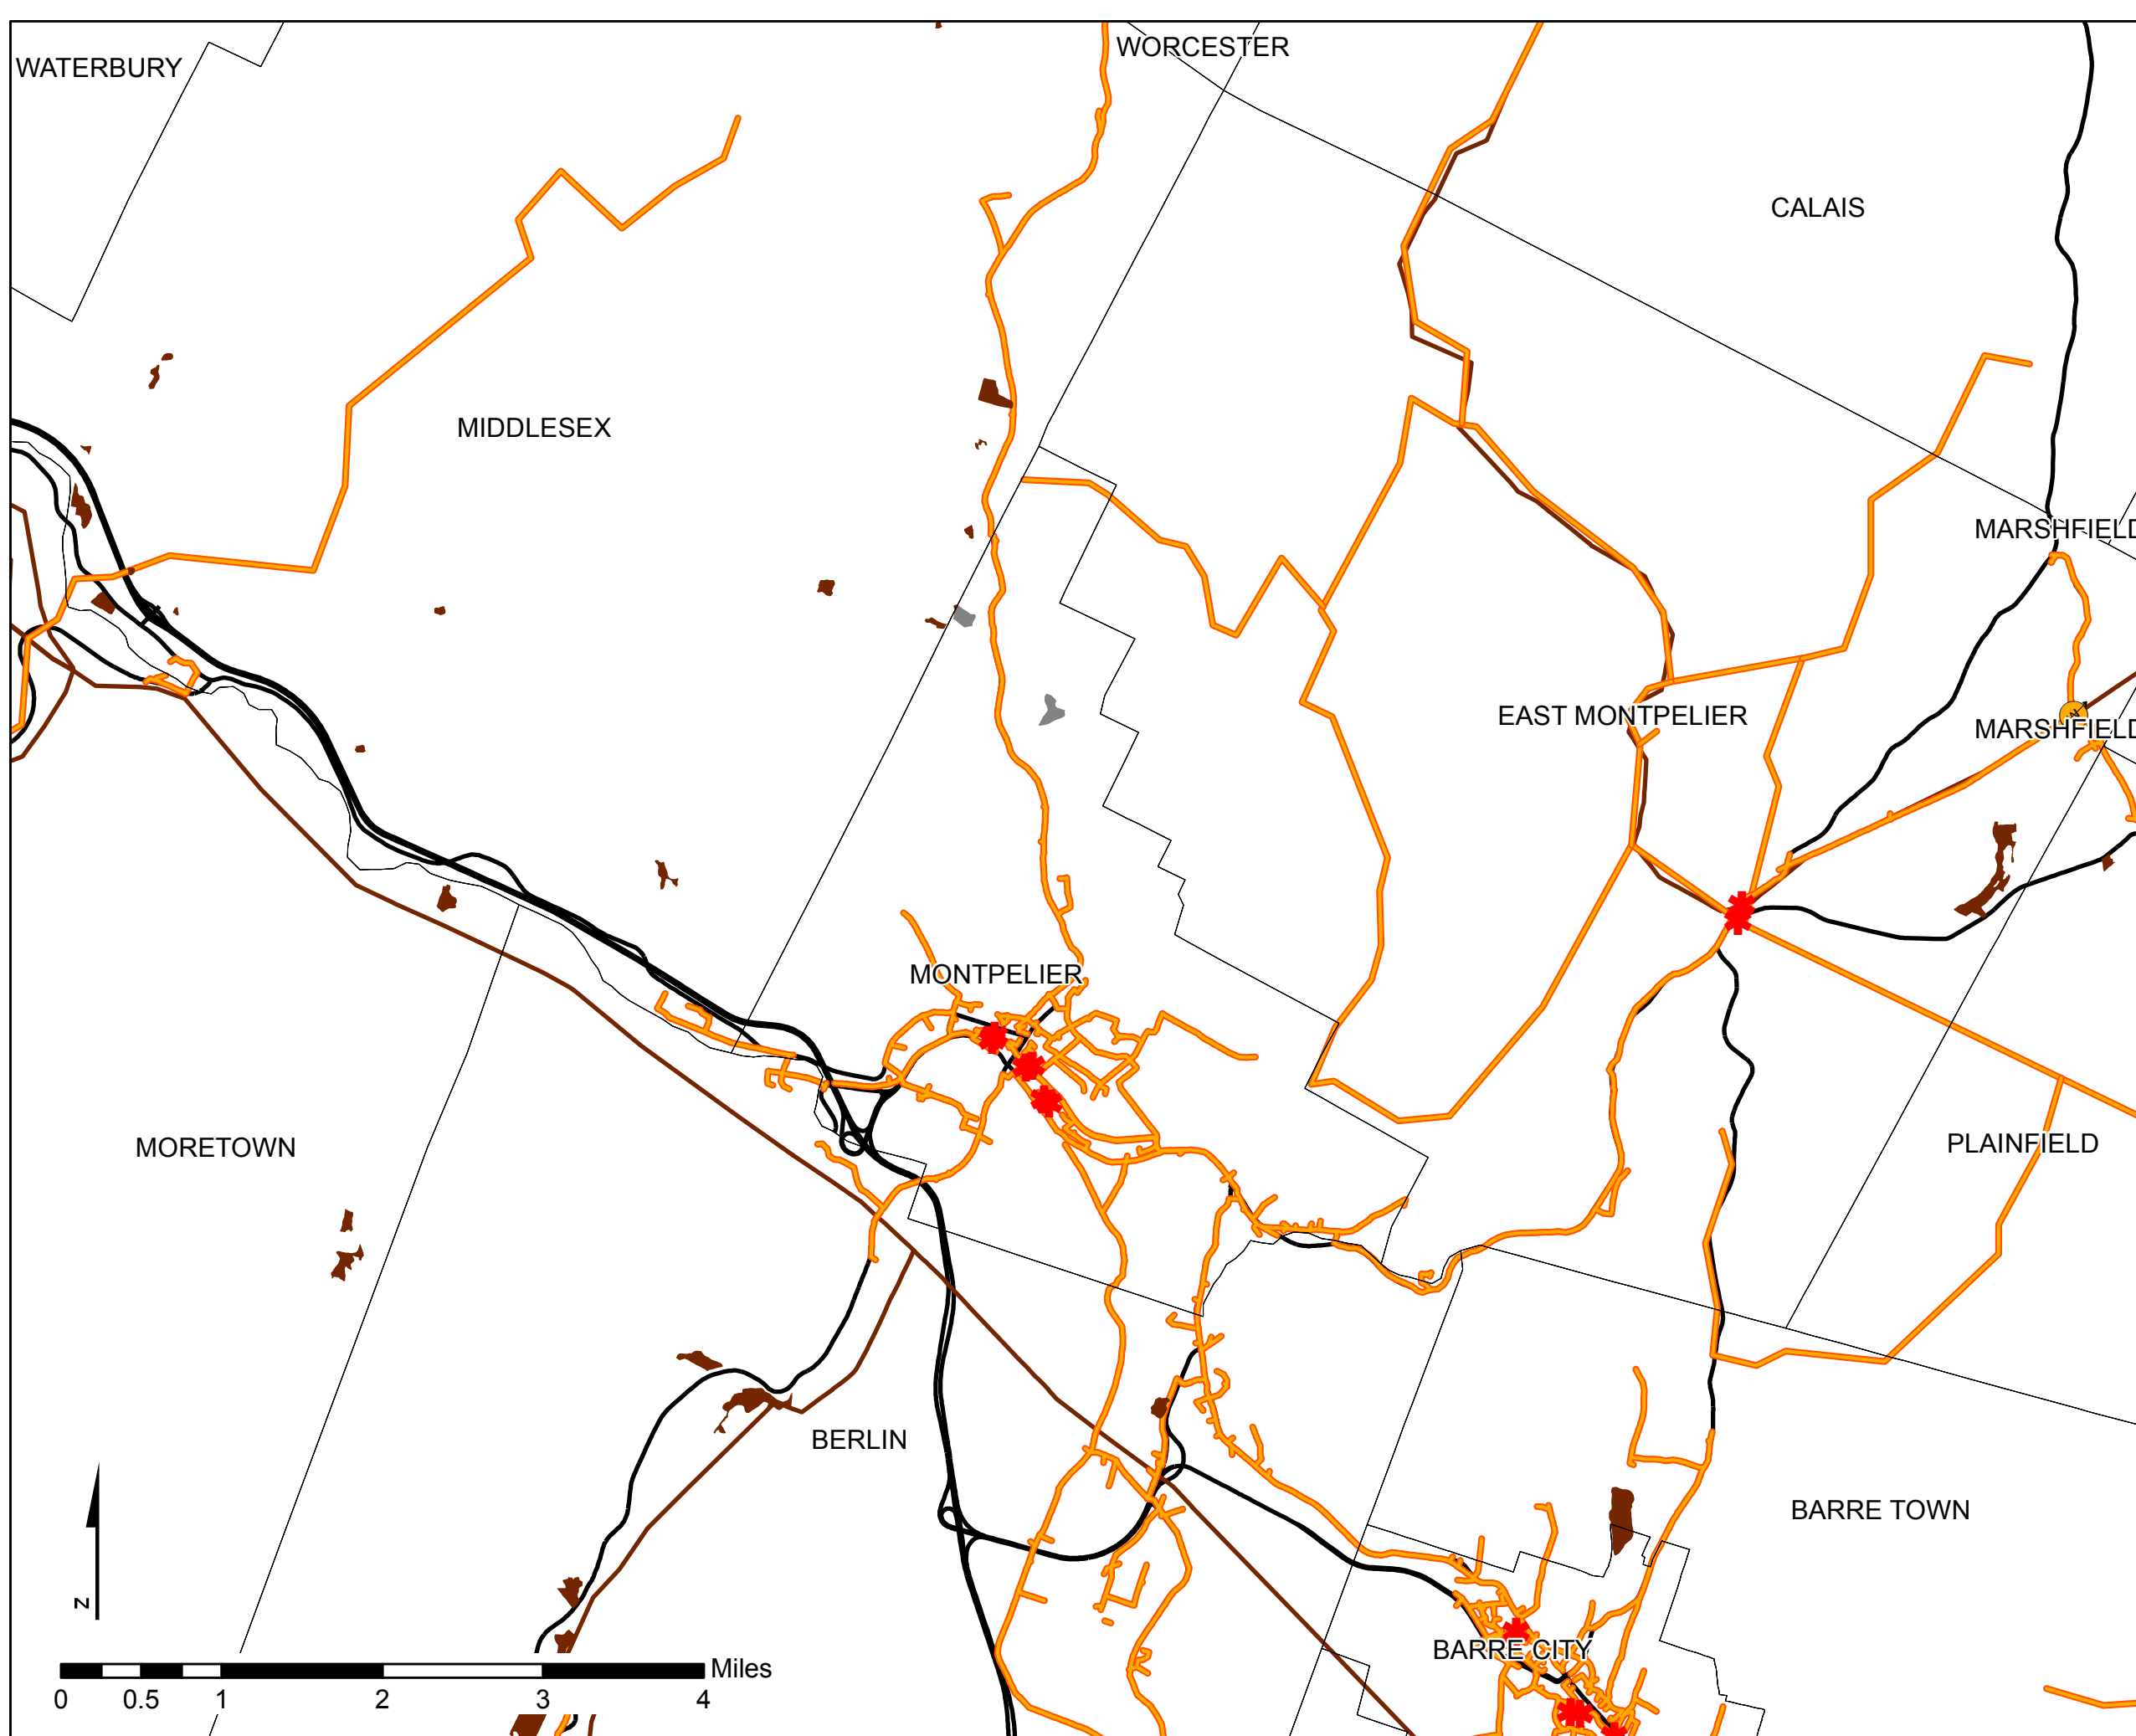 WORCESTER
WATERBURY
CALAIS
MIDDLESEX
MARSHFIELD
EAST MONTPELIER
MARSHFIELD
MONTPELIER
MORETOWN
PLAINFIELD
BERLIN
BARRE TOWN
N
BARRE CITY
Miles
0 0.5 1 2 3 4